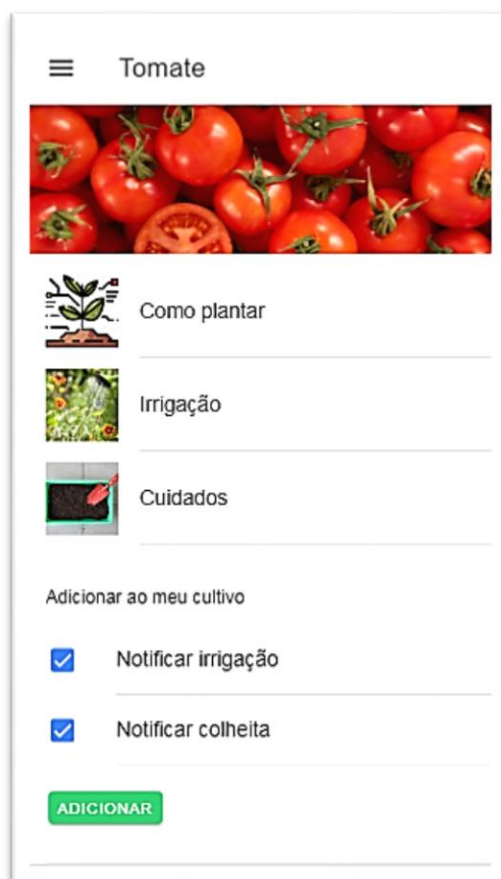 Tomate
Como plantar
Irrigação
Cuidados
Adicionar ao meu cultivo
Notificar irrigação
Notificar colheita
ADICIONAR